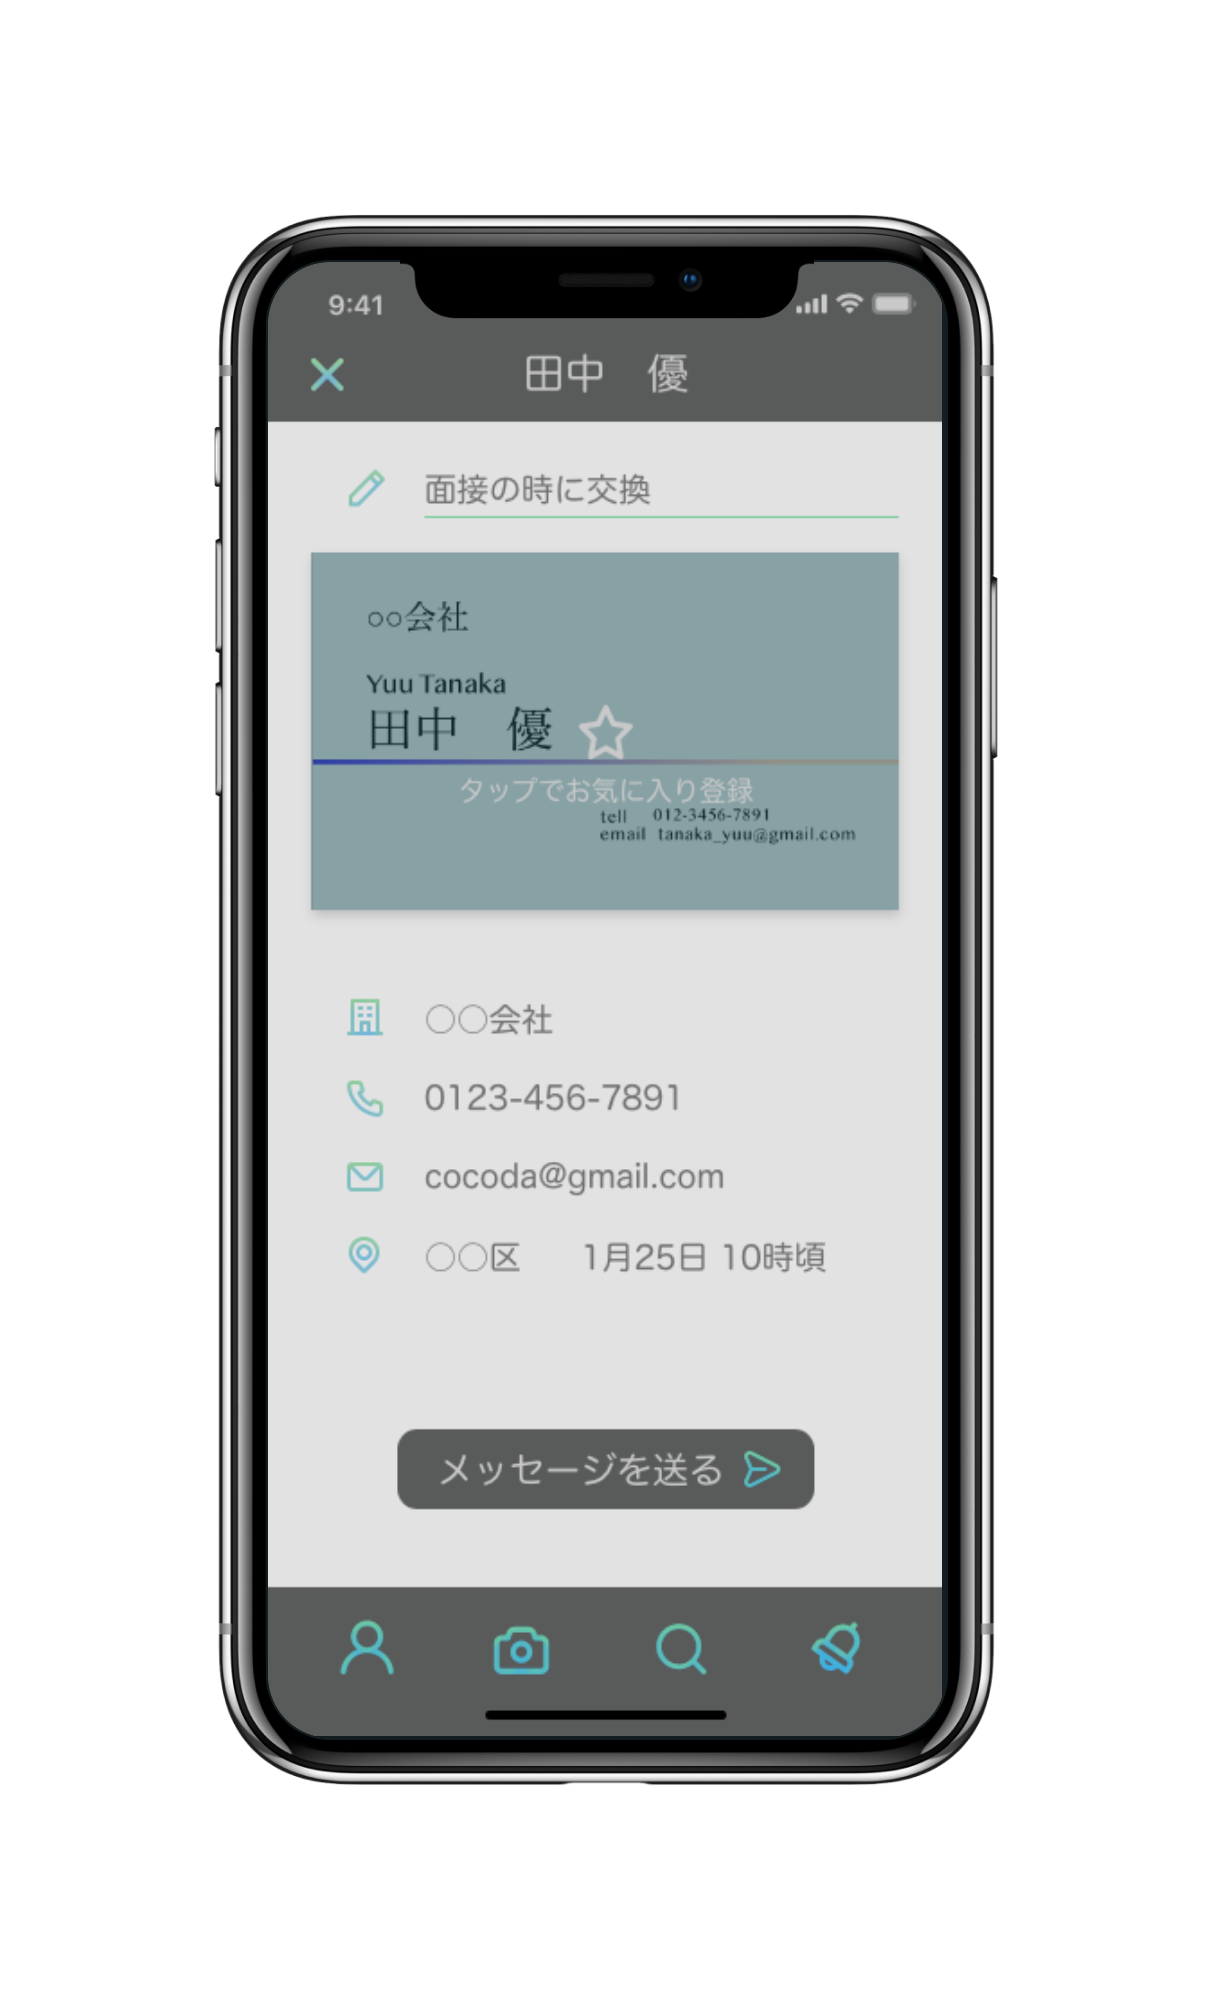 9:41
田中　優
面接の時に交換
○○会社
Yuu Tanaka
田中　優
タップでお気に入り登録
tell 012-3456-7891
email tanaka_yuu@gmail.com
○○会社
0123-456-7891
cocoda@gmail.com
○○区　1月25日 10時頃
メッセージを送る